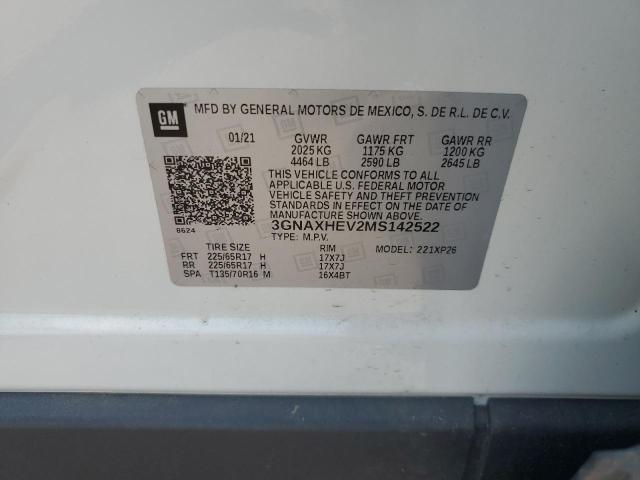 GM
MFD BY GENERAL MOTORS DE MEXICO, S. DE R.L. DE C.V.
01/21 GVWR GAWR FRT GAWR RR
2025 KG 1175 KG 1200 KG
4464 LB 2590 LB 2645 LB
THIS VEHICLE CONFORMS TO ALL
APPLICABLE U.S. FEDERAL MOTOR
VEHICLE SAFETY AND THEFT PREVENTION
STANDARDS IN EFFECT ON THE DATE OF
MANUFACTURE SHOWN ABOVE.
8624
3GNAXHEV2MS142522
TYPE: M.P.V. MODEL: 221XP26
TIRE SIZE RIM
FRT 225/65R17 H 17X7J
RR 225/65R17 H 17X7J
SPA T135/70R16 M 16X4BT